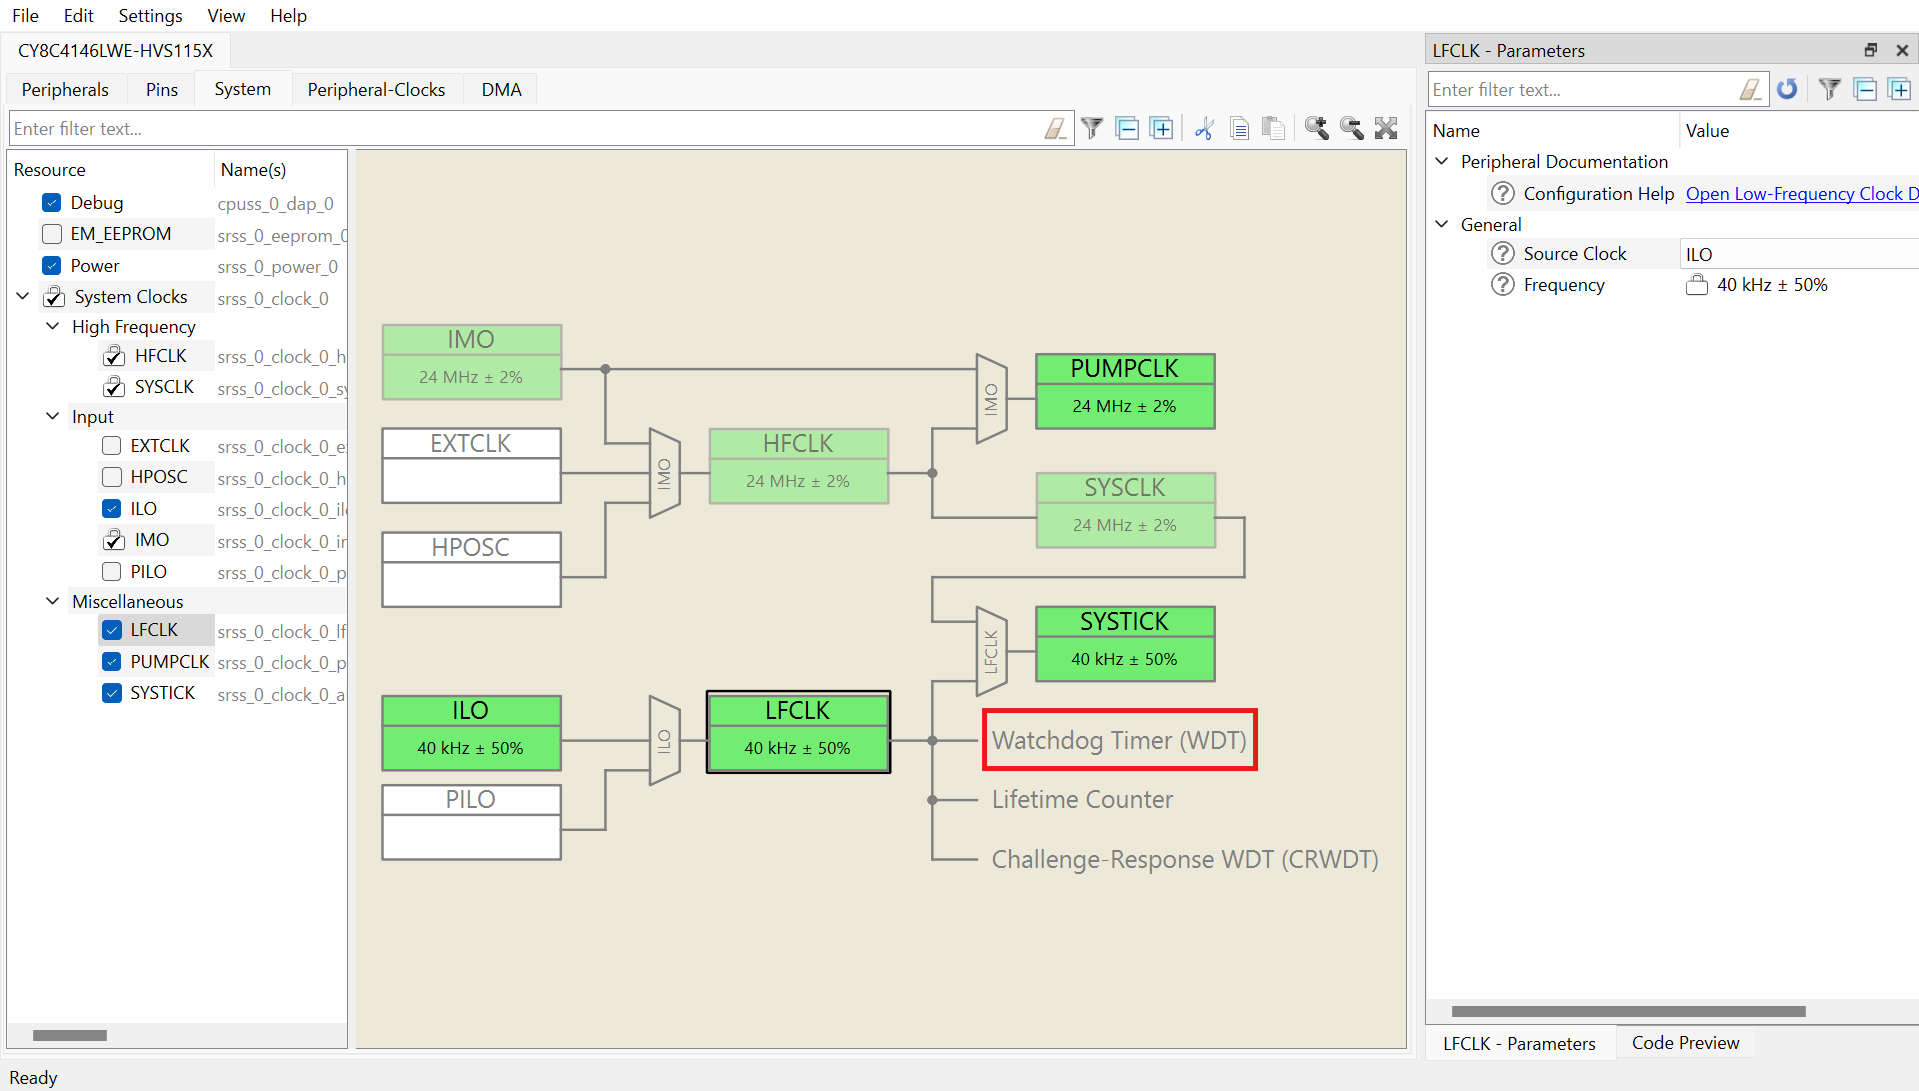 File Edit Settings View Help
CY8C4146LWE-HVS115X
Peripherals Pins System Peripheral-Clocks DMA
Enter filter text...
Resource Name(s)
Debug cpuss_0_dap_0
EM_EEPROM srss_0_eeprom_0
Power srss_0_power_0
System Clocks srss_0_clock_0
High Frequency
HFCLK srss_0_clock_0_h
SYSCLK srss_0_clock_0_sy
Input
EXTCLK srss_0_clock_0_e
HPOSC srss_0_clock_0_h
ILO srss_0_clock_0_il
IMO srss_0_clock_0_i
PILO srss_0_clock_0_p
Miscellaneous
LFCLK srss_0_clock_0_lf
PUMPCLK srss_0_clock_0_p
SYSTICK srss_0_clock_0_a
IMO
24 MHz ± 2%
EXTCLK
HPOSC
IMO
HFCLK
24 MHz ± 2%
IMO
PUMPCLK
24 MHz ± 2%
SYSCLK
24 MHz ± 2%
LFCLK
SYSTICK
40 kHz ± 50%
ILO
40 kHz ± 50%
PILO
ILO
LFCLK
40 kHz ± 50%
Watchdog Timer (WDT)
Lifetime Counter
Challenge-Response WDT (CRWDT)
LFCLK - Parameters
Enter filter text...
Name Value
Peripheral Documentation
Configuration Help Open Low-Frequency Clock D
General
Source Clock ILO
Frequency 40 kHz ± 50%
LFCLK - Parameters Code Preview
Ready